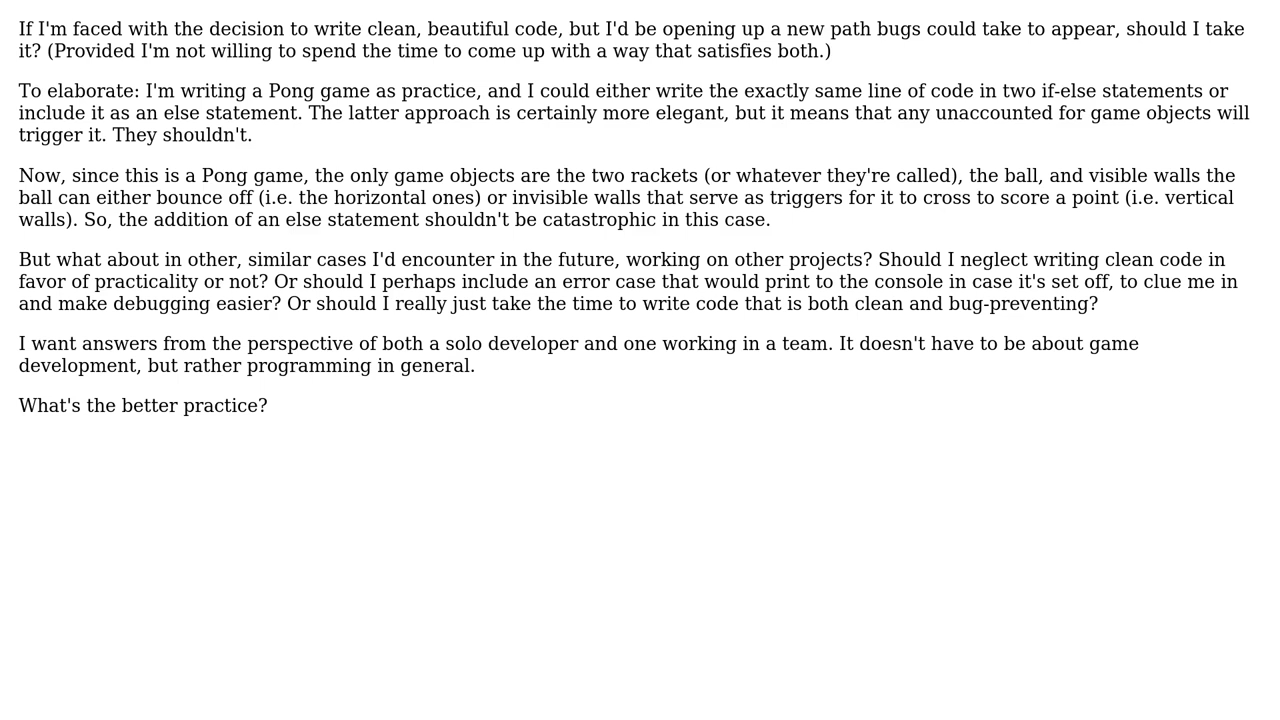 If I'm faced with the decision to write clean, beautiful code, but I'd be opening up a new path bugs could take to appear, should I take
it? (Provided I'm not willing to spend the time to come up with a way that satisfies both.)
To elaborate: I'm writing a Pong game as practice, and I could either write the exactly same line of code in two if-else statements or
include it as an else statement. The latter approach is certainly more elegant, but it means that any unaccounted for game objects will
trigger it. They shouldn't.
Now, since this is a Pong game, the only game objects are the two rackets (or whatever they're called), the ball, and visible walls the
ball can either bounce off (i.e. the horizontal ones) or invisible walls that serve as triggers for it to cross to score a point (i.e. vertical
walls). So, the addition of an else statement shouldn't be catastrophic in this case.
But what about in other, similar cases I'd encounter in the future, working on other projects? Should I neglect writing clean code in
favor of practicality or not? Or should I perhaps include an error case that would print to the console in case it's set off, to clue me in
and make debugging easier? Or should I really just take the time to write code that is both clean and bug-preventing?
I want answers from the perspective of both a solo developer and one working in a team. It doesn't have to be about game
development, but rather programming in general.
What's the better practice?